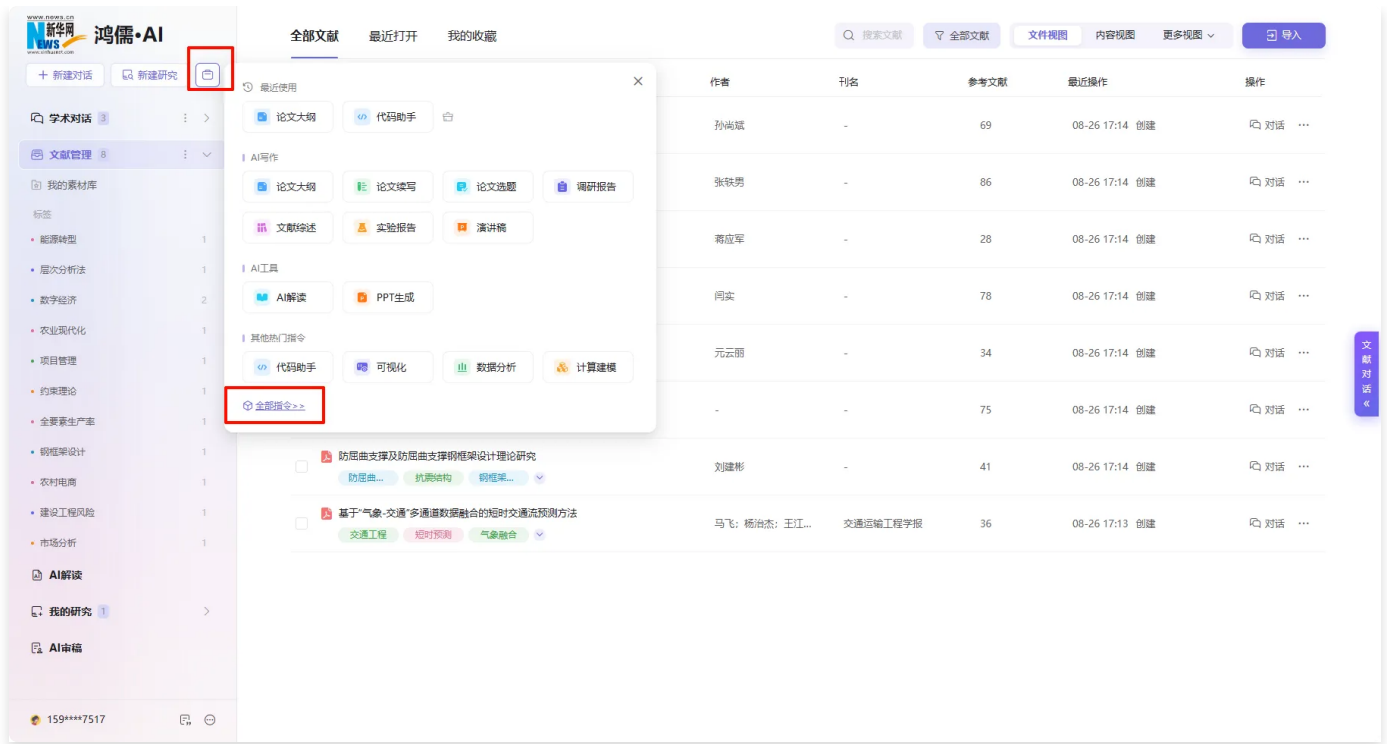 www.news.cn
新华网
NEWS
www.xinhuanet.com
鸿儒·AI
全部文献 最近打开 我的收藏
搜索文献 全部文献 文件视图 内容视图 更多视图 导入
+ 新建对话 新建研究
学术对话 3
文献管理 8
我的素材库
标签
能源转型 1
层次分析法 1
数字经济 2
农业现代化 1
项目管理 1
约束理论 1
全要素生产率 1
钢框架设计 1
农村电商 1
建设工程风险 1
市场分析 1
AI解读
我的研究 1
AI审稿
159****7517
最近使用
论文大纲 代码助手
AI写作
论文大纲 论文续写 论文选题 调研报告
文献综述 实验报告 演讲稿
AI工具
AI解读 PPT生成
其他热门指令
代码助手 可视化 数据分析 计算建模
全部指令>>
作者 刊名 参考文献 最近操作 操作
孙尚斌 - 69 08-26 17:14 创建 对话 ...
张轶男 - 86 08-26 17:14 创建 对话 ...
蒋应军 - 28 08-26 17:14 创建 对话 ...
闫实 - 78 08-26 17:14 创建 对话 ...
元云丽 - 34 08-26 17:14 创建 对话 ...
- - 75 08-26 17:14 创建 对话 ...
防屈曲支撑及防屈曲支撑钢框架设计理论研究
防屈曲... 抗震结构 钢框架...
刘建彬 - 41 08-26 17:14 创建 对话 ...
基于“气象-交通”多通道数据融合的短时交通流预测方法
交通工程 短时预测 气象融合
马飞; 杨治杰; 王江... 交通运输工程学报 36 08-26 17:13 创建 对话 ...
文献对话 «